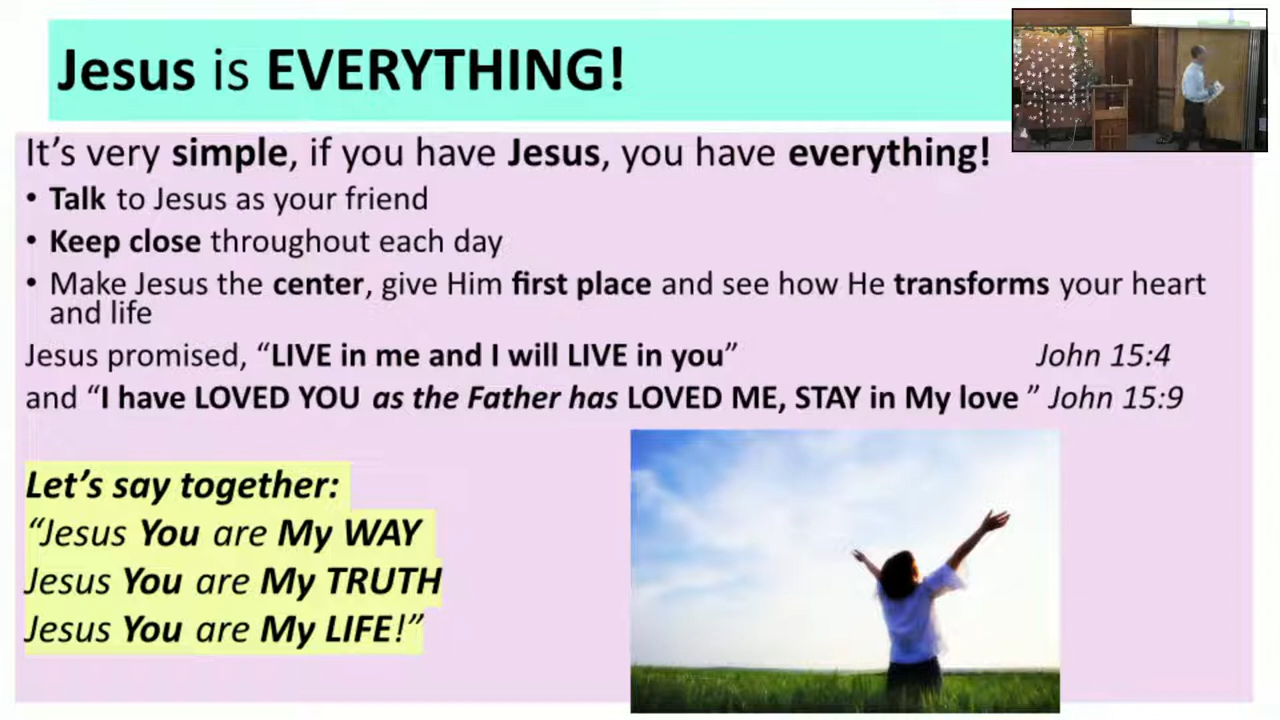 Jesus is EVERYTHING!
It’s very simple, if you have Jesus, you have everything!
• Talk to Jesus as your friend
• Keep close throughout each day
• Make Jesus the center, give Him first place and see how He transforms your heart
and life
Jesus promised, “LIVE in me and I will LIVE in you” John 15:4
and “I have LOVED YOU as the Father has LOVED ME, STAY in My love ” John 15:9
Let’s say together:
“Jesus You are My WAY
Jesus You are My TRUTH
Jesus You are My LIFE!”